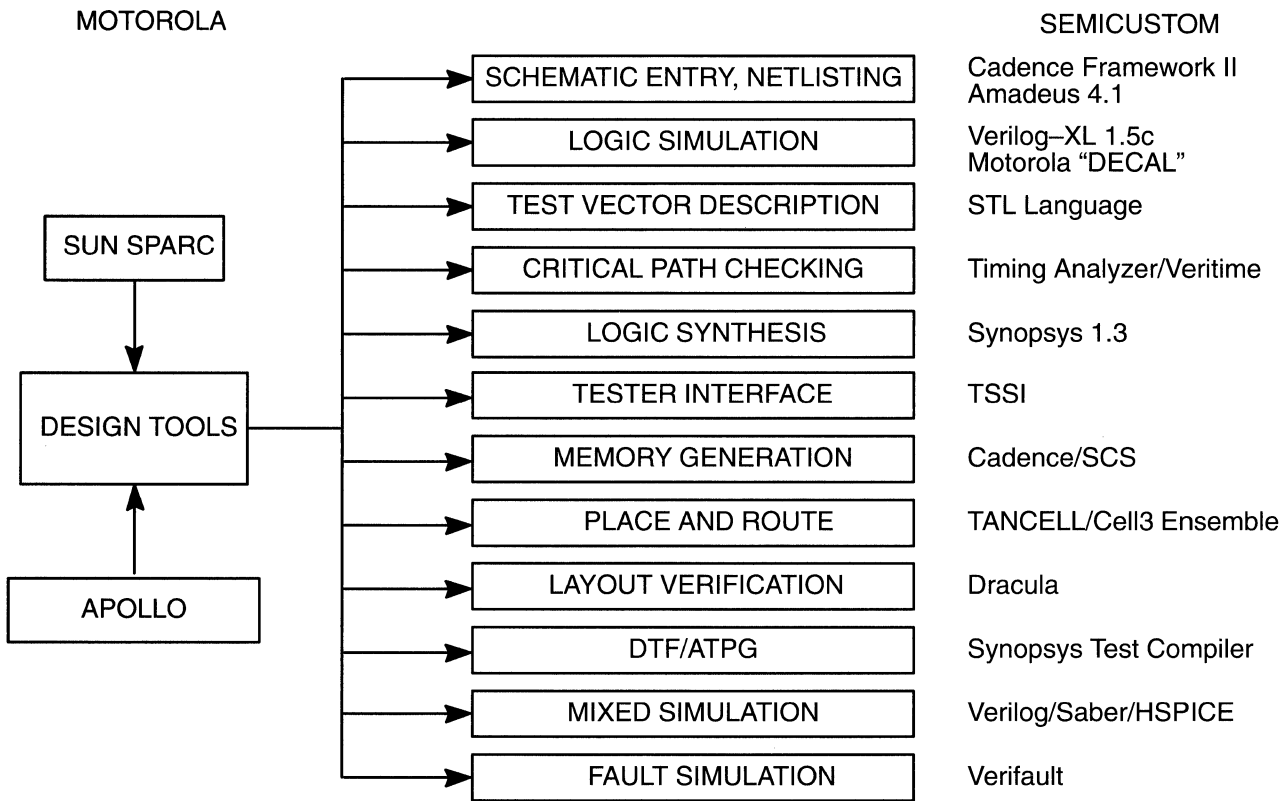 MOTOROLA
SEMICUSTOM
SCHEMATIC ENTRY, NETLISTING
Cadence Framework II
Amadeus 4.1
LOGIC SIMULATION
Verilog–XL 1.5c
Motorola “DECAL”
TEST VECTOR DESCRIPTION
STL Language
SUN SPARC
CRITICAL PATH CHECKING
Timing Analyzer/Veritime
LOGIC SYNTHESIS
Synopsys 1.3
TESTER INTERFACE
TSSI
DESIGN TOOLS
MEMORY GENERATION
Cadence/SCS
PLACE AND ROUTE
TANCELL/Cell3 Ensemble
LAYOUT VERIFICATION
Dracula
APOLLO
DTF/ATPG
Synopsys Test Compiler
MIXED SIMULATION
Verilog/Saber/HSPICE
FAULT SIMULATION
Verifault